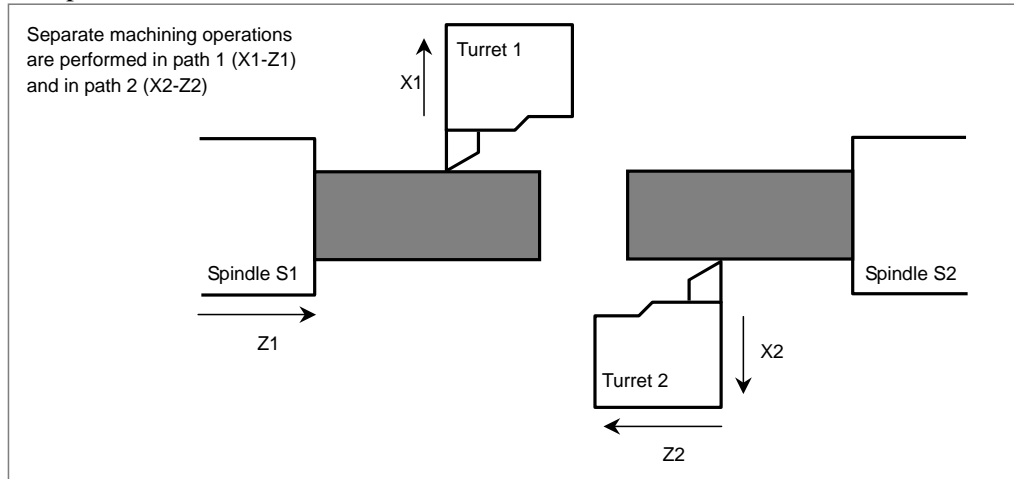 Separate machining operations
are performed in path 1 (X1-Z1)
and in path 2 (X2-Z2)
Turret 1
X1
Spindle S1
Spindle S2
Z1
X2
Turret 2
Z2